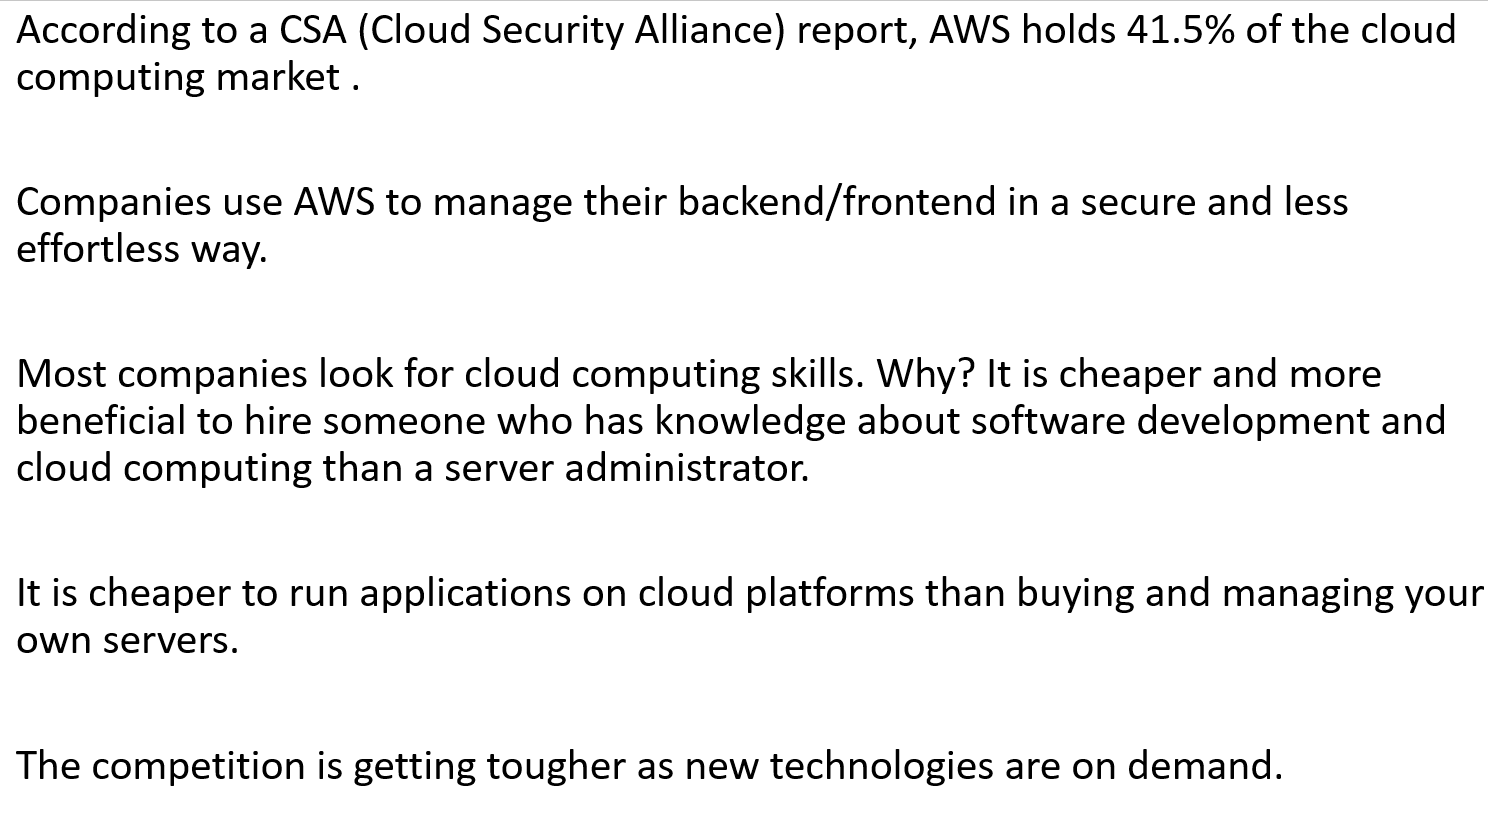 According to a CSA (Cloud Security Alliance) report, AWS holds 41.5% of the cloud
computing market .
Companies use AWS to manage their backend/frontend in a secure and less
effortless way.
Most companies look for cloud computing skills. Why? It is cheaper and more
beneficial to hire someone who has knowledge about software development and
cloud computing than a server administrator.
It is cheaper to run applications on cloud platforms than buying and managing your
own servers.
The competition is getting tougher as new technologies are on demand.